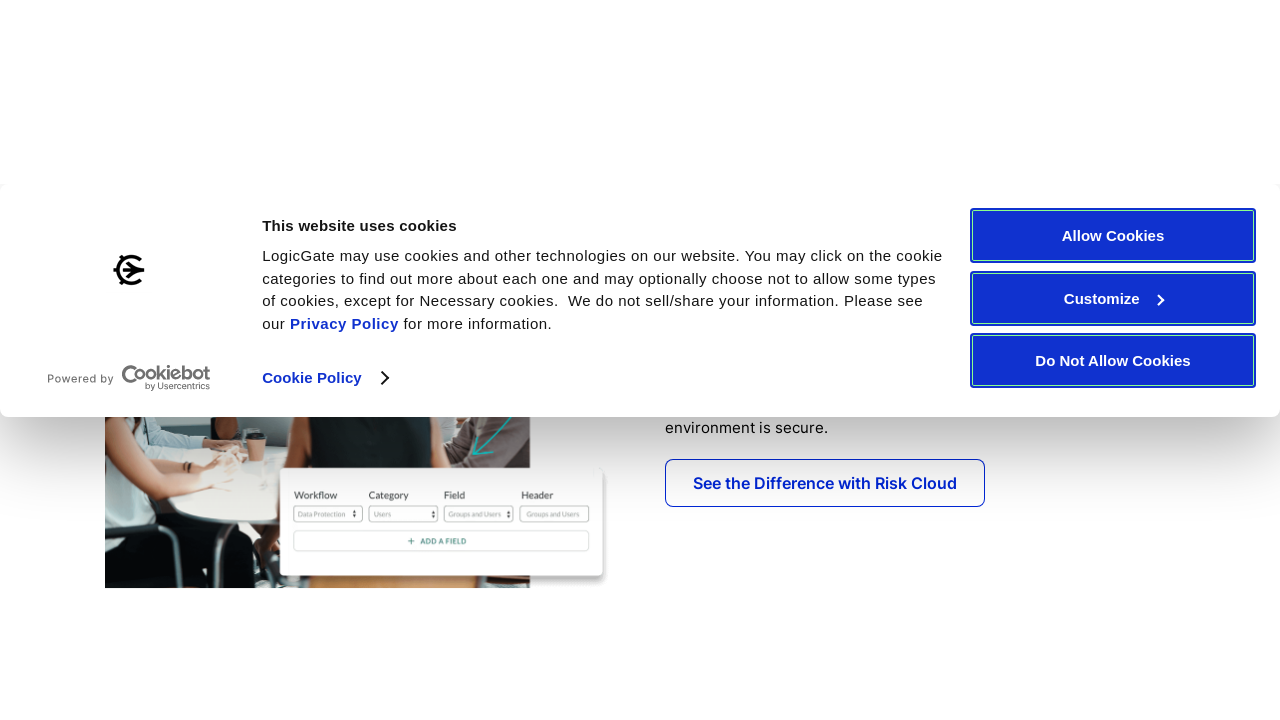 This website uses cookies
LogicGate may use cookies and other technologies on our website. You may click on the cookie
categories to find out more about each one and may optionally choose not to allow some types
of cookies, except for Necessary cookies.  We do not sell/share your information. Please see
our Privacy Policy for more information.
Cookie Policy
Powered by Cookiebot
by Usercentrics
Allow Cookies
Customize
Do Not Allow Cookies
environment is secure.
See the Difference with Risk Cloud
Workflow Category Field Header
Data Protection Users Groups and Users Groups and Users
+ ADD A FIELD